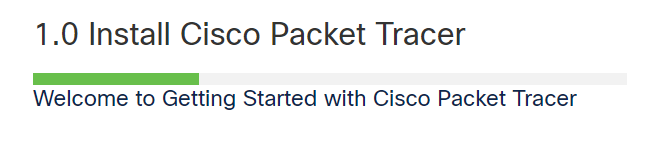 1.0 Install Cisco Packet Tracer
Welcome to Getting Started with Cisco Packet Tracer